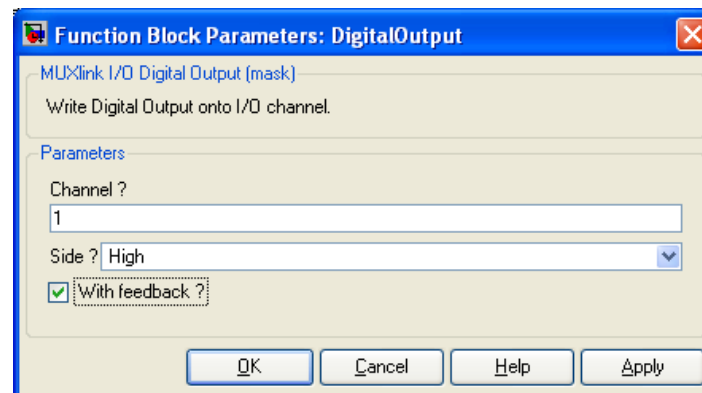 Function Block Parameters: DigitalOutput
MUXlink I/O Digital Output (mask)
Write Digital Output onto I/O channel.
Parameters
Channel ?
1
Side ? High
With feedback ?
OK Cancel Help Apply